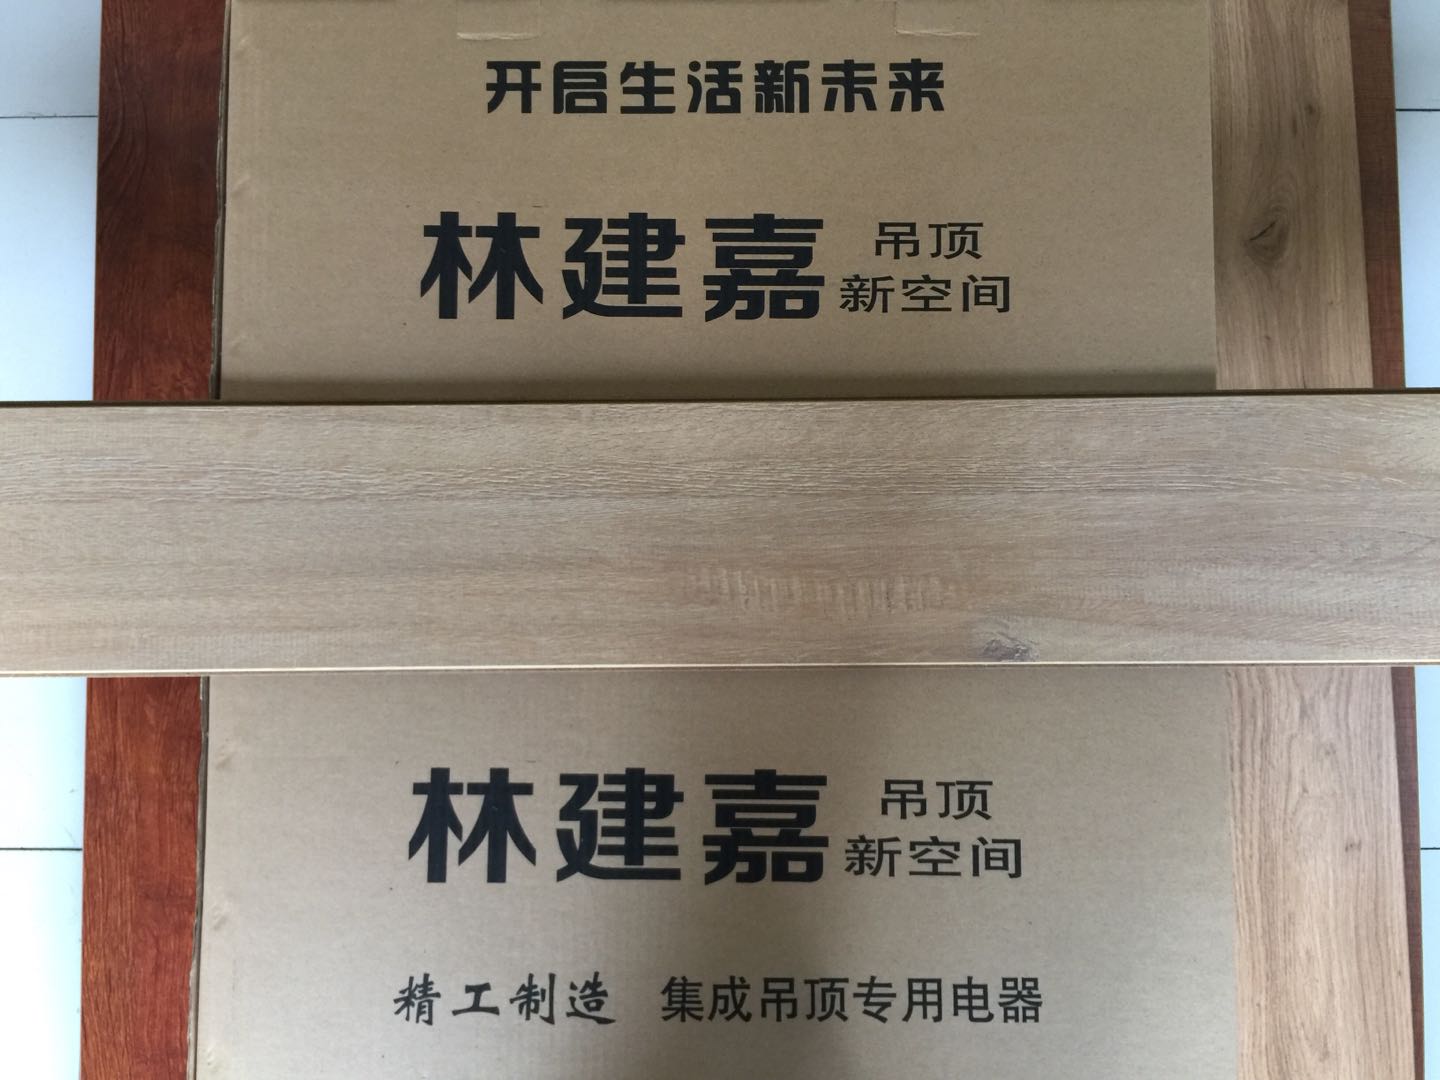 开启生活新未来
林建嘉 吊顶
新空间
林建嘉 吊顶
新空间
精工制造 集成吊顶专用电器